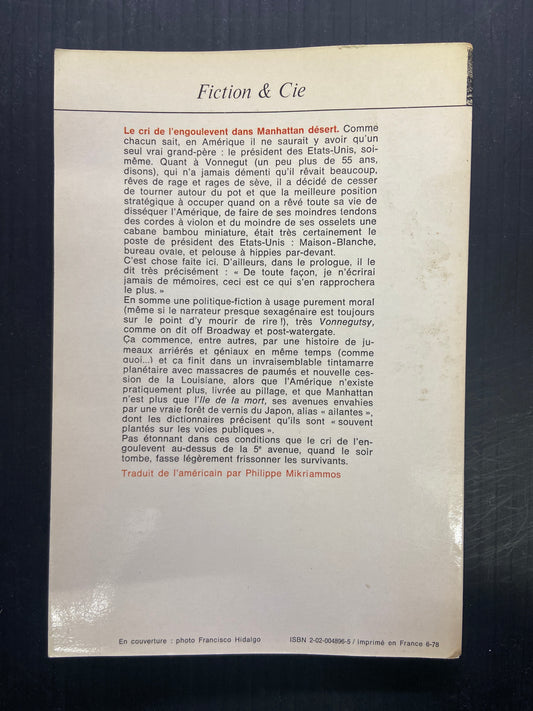 Fiction & Cie
Le cri de l'engoulevent dans Manhattan désert. Comme
chacun sait, en Amérique il ne saurait y avoir qu'un
seul vrai grand-père : le président des Etats-Unis, soi-
même. Quant à Vonnegut (un peu plus de 55 ans,
disons), qui n'a jamais démenti qu'il rêvait beaucoup,
rêves de rage et rages de sève, il a décidé de cesser
de tourner autour du pot et que la meilleure position
stratégique à occuper quand on a rêvé toute sa vie de
disséquer l'Amérique, de faire de ses moindres tendons
des cordes à violon et du moindre de ses osselets une
cabane bambou miniature, était très certainement le
poste de président des Etats-Unis : Maison-Blanche,
bureau ovale, et pelouse à hippies par-devant.
C'est chose faite ici. D'ailleurs, dans le prologue, il le
dit très précisément : « De toute façon, je n'écrirai
jamais de mémoires, ceci est ce qui s'en rapprochera
le plus. »
En somme une politique-fiction à usage purement moral
(même si le narrateur presque sexagénaire est toujours
sur le point d'y mourir de rire !), très Vonnegutsy,
comme on dit off Broadway et post-watergate.
Ça commence, entre autres, par une histoire de ju-
meaux arriérés et géniaux en même temps (comme
quoi...) et ca finit dans un invraisemblable tintamarre
planétaire avec massacres de paumés et nouvelle ces-
sion de la Louisiane, alors que l'Amérique n'existe
pratiquement plus, livrée au pillage, et que Manhattan
n'est plus que l'Ile de la mort, ses avenues envahies
par une vraie forêt de vernis du Japon, alias « ailantes »,
dont les dictionnaires précisent qu'ils sont « souvent
plantés sur les voies publiques ».
Pas étonnant dans ces conditions que le cri de l'en-
goulevent au-dessus de la 5e avenue, quand le soir
tombe, fasse légèrement frissonner les survivants.
Traduit de l'américain par Philippe Mikriammos
En couverture : photo Francisco Hidalgo
ISBN 2-02-004896-5 / imprimé en France 6-78